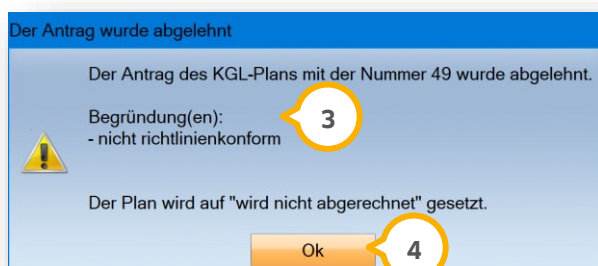 Der Antrag wurde abgelehnt
Der Antrag des KGL-Plans mit der Nummer 49 wurde abgelehnt.
Begründung(en):
- nicht richtlinienkonform
3
Der Plan wird auf "wird nicht abgerechnet" gesetzt.
Ok
4